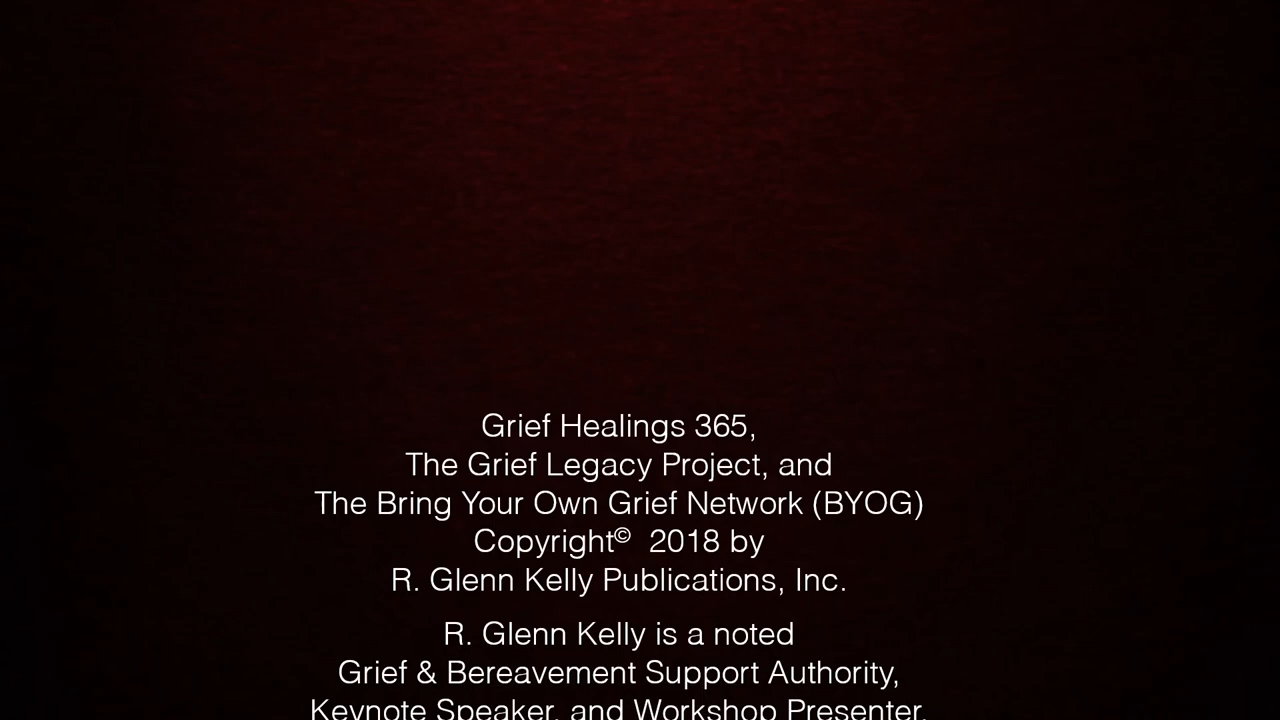 Grief Healings 365,
The Grief Legacy Project, and
The Bring Your Own Grief Network (BYOG)
Copyright©  2018 by
R. Glenn Kelly Publications, Inc.
R. Glenn Kelly is a noted
Grief & Bereavement Support Authority,
Keynote Speaker, and Workshop Presenter.